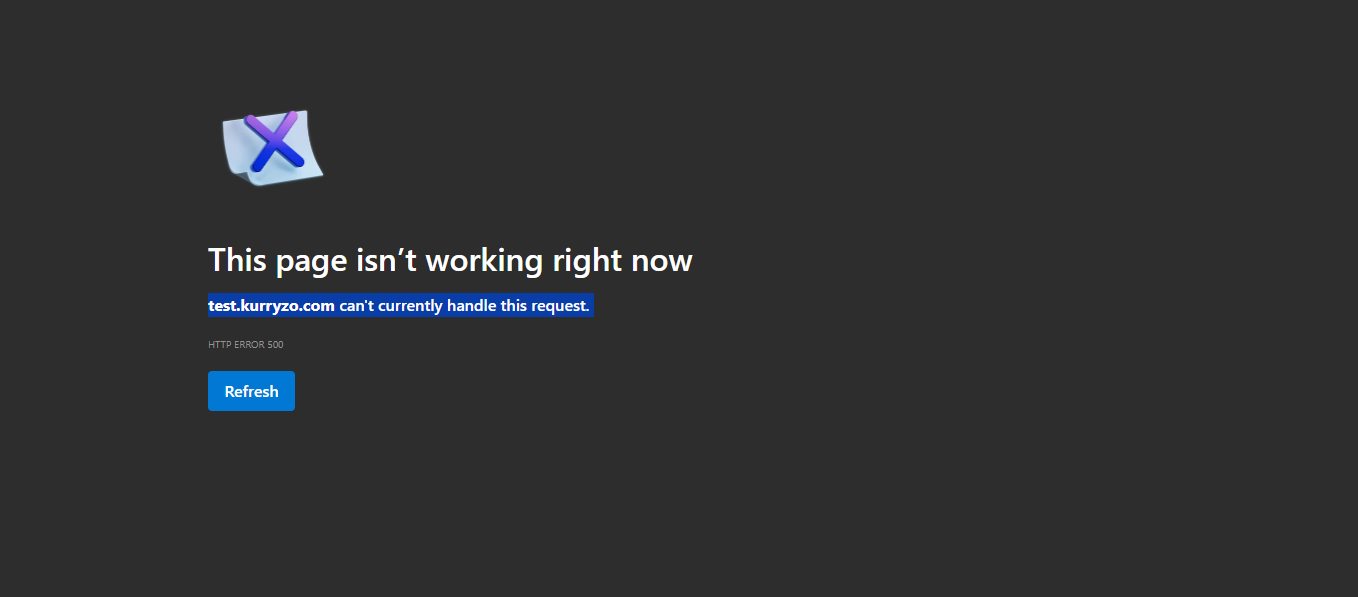 This page isn’t working right now
test.kurryzo.com can't currently handle this request.
HTTP ERROR 500
Refresh